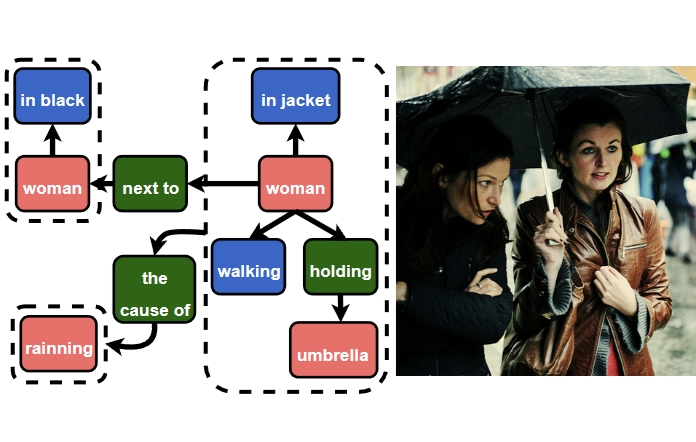 in black
in jacket
woman
next to
woman
walking
holding
the
cause of
rainning
umbrella